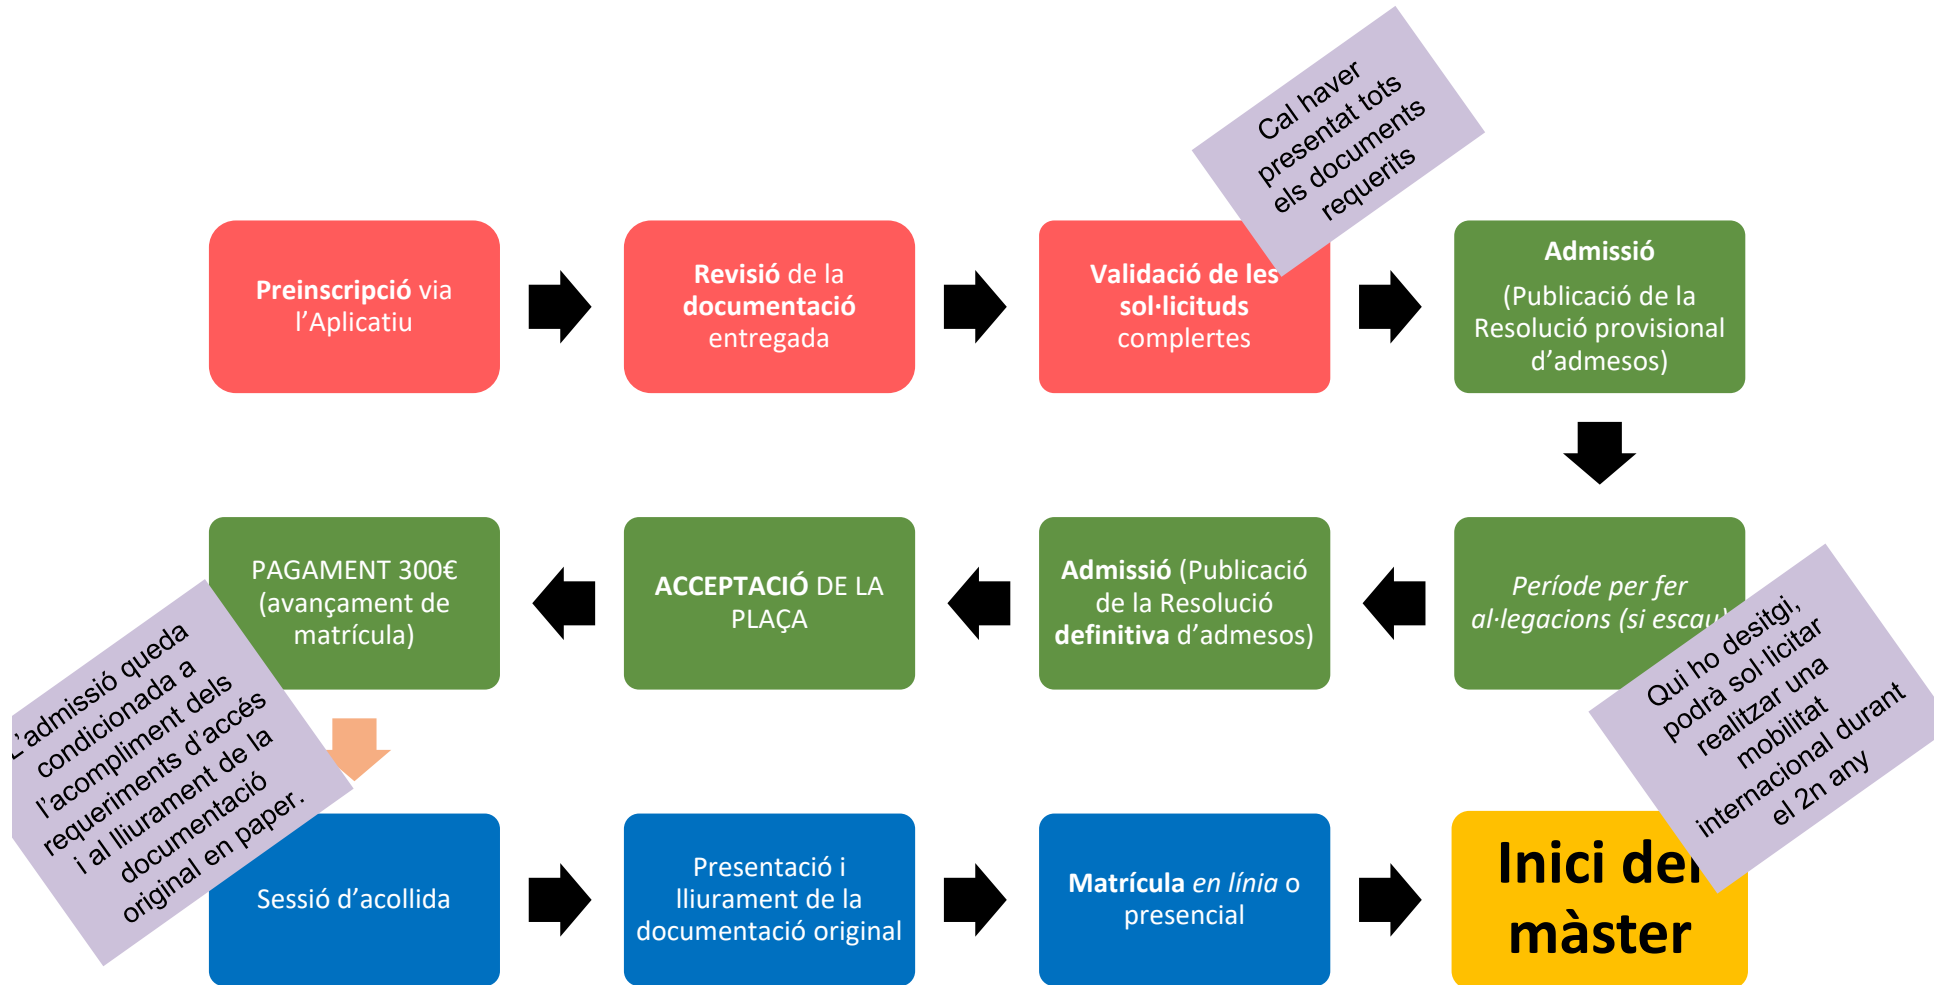 Cal haver
presentat tots
els documents
requerits
Preinscripció via
l’Aplicatiu
Revisió de la
documentació
entregada
Validació de les
sol·licituds
complertes
Admissió
(Publicació de la
Resolució provisional
d’admesos)
PAGAMENT 300€
(avançament de
matrícula)
ACCEPTACIÓ DE LA
PLAÇA
Admissió (Publicació
de la Resolució
definitiva d’admesos)
Període per fer
al·legacions (si escau)
L’admissió queda
condicionada a
l’acompliment dels
requeriments d’accés
i al lliurament de la
documentació
original en paper.
Qui ho desitgi,
podrà sol·licitar
realitzar una
mobilitat
internacional durant
el 2n any
Sessió d’acollida
Presentació i
lliurament de la
documentació original
Matrícula en línia o
presencial
Inici del
màster